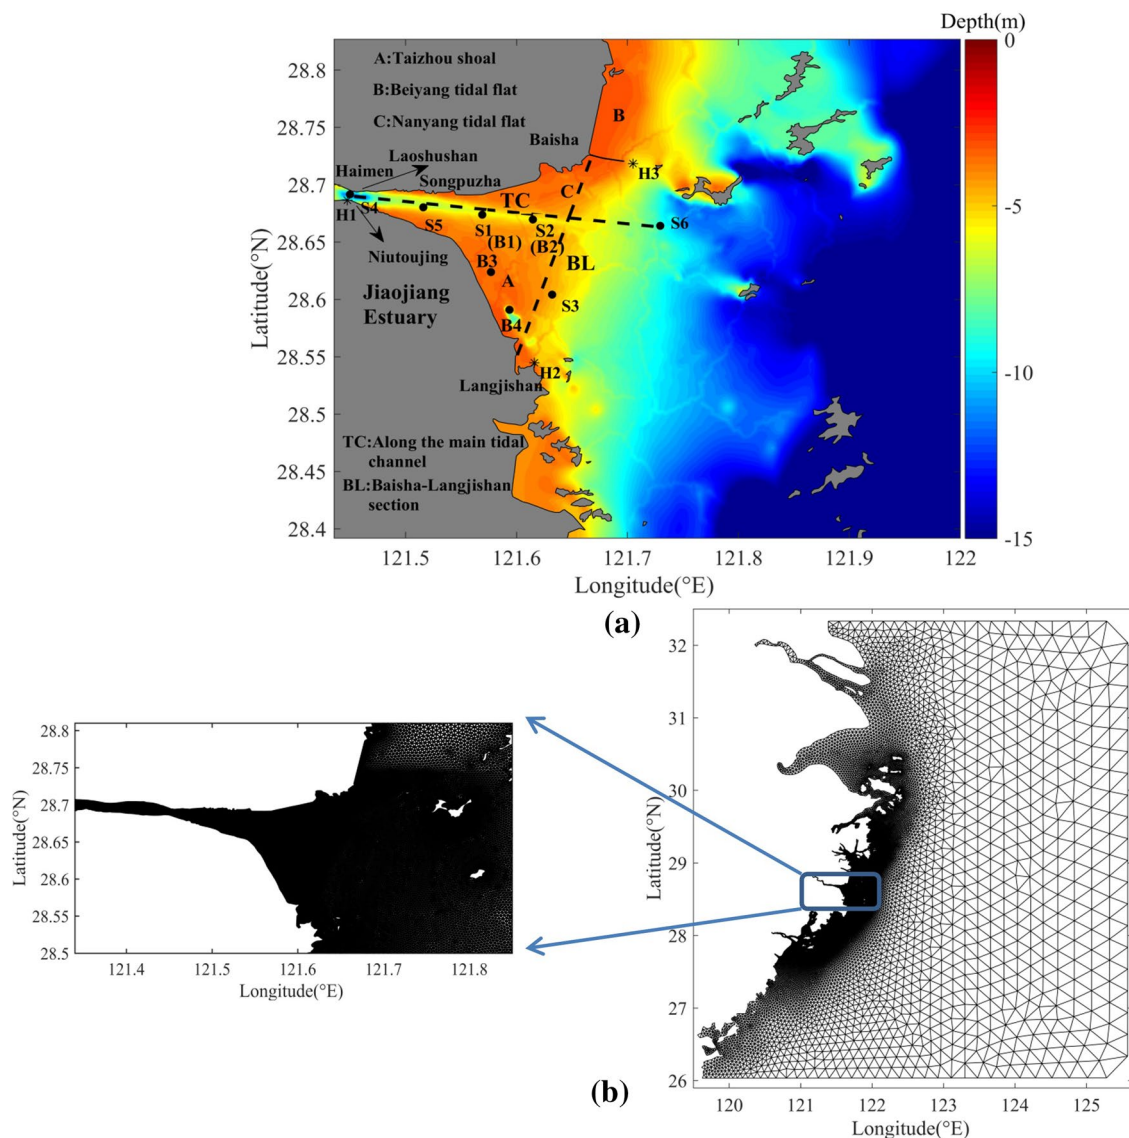 Depth(m)
A:Taizhou shoal
B:Beiyang tidal flat
C:Nanyang tidal flat
Baisha
B
Laoshushan
Haimen
Songpuzha
H3
C
TC
H1
S4
S5
S1
(B1)
S2
(B2)
S6
Niutoujing
B3
A
BL
S3
Jiaojiang
Estuary
B4
H2
Langjishan
TC:Along the main tidal
channel
BL:Baisha-Langjishan
section
0
-5
-10
-15
28.8
28.75
28.7
28.65
28.6
28.55
28.5
28.45
28.4
Latitude(°N)
121.5 121.6 121.7 121.8 121.9 122
Longitude(°E)
(a)
28.8
28.75
28.7
28.65
28.6
28.55
28.5
Latitude(°N)
121.4 121.5 121.6 121.7 121.8
Longitude(°E)
32
31
30
29
28
27
26
Latitude(°N)
120 121 122 123 124 125
Longitude(°E)
(b)